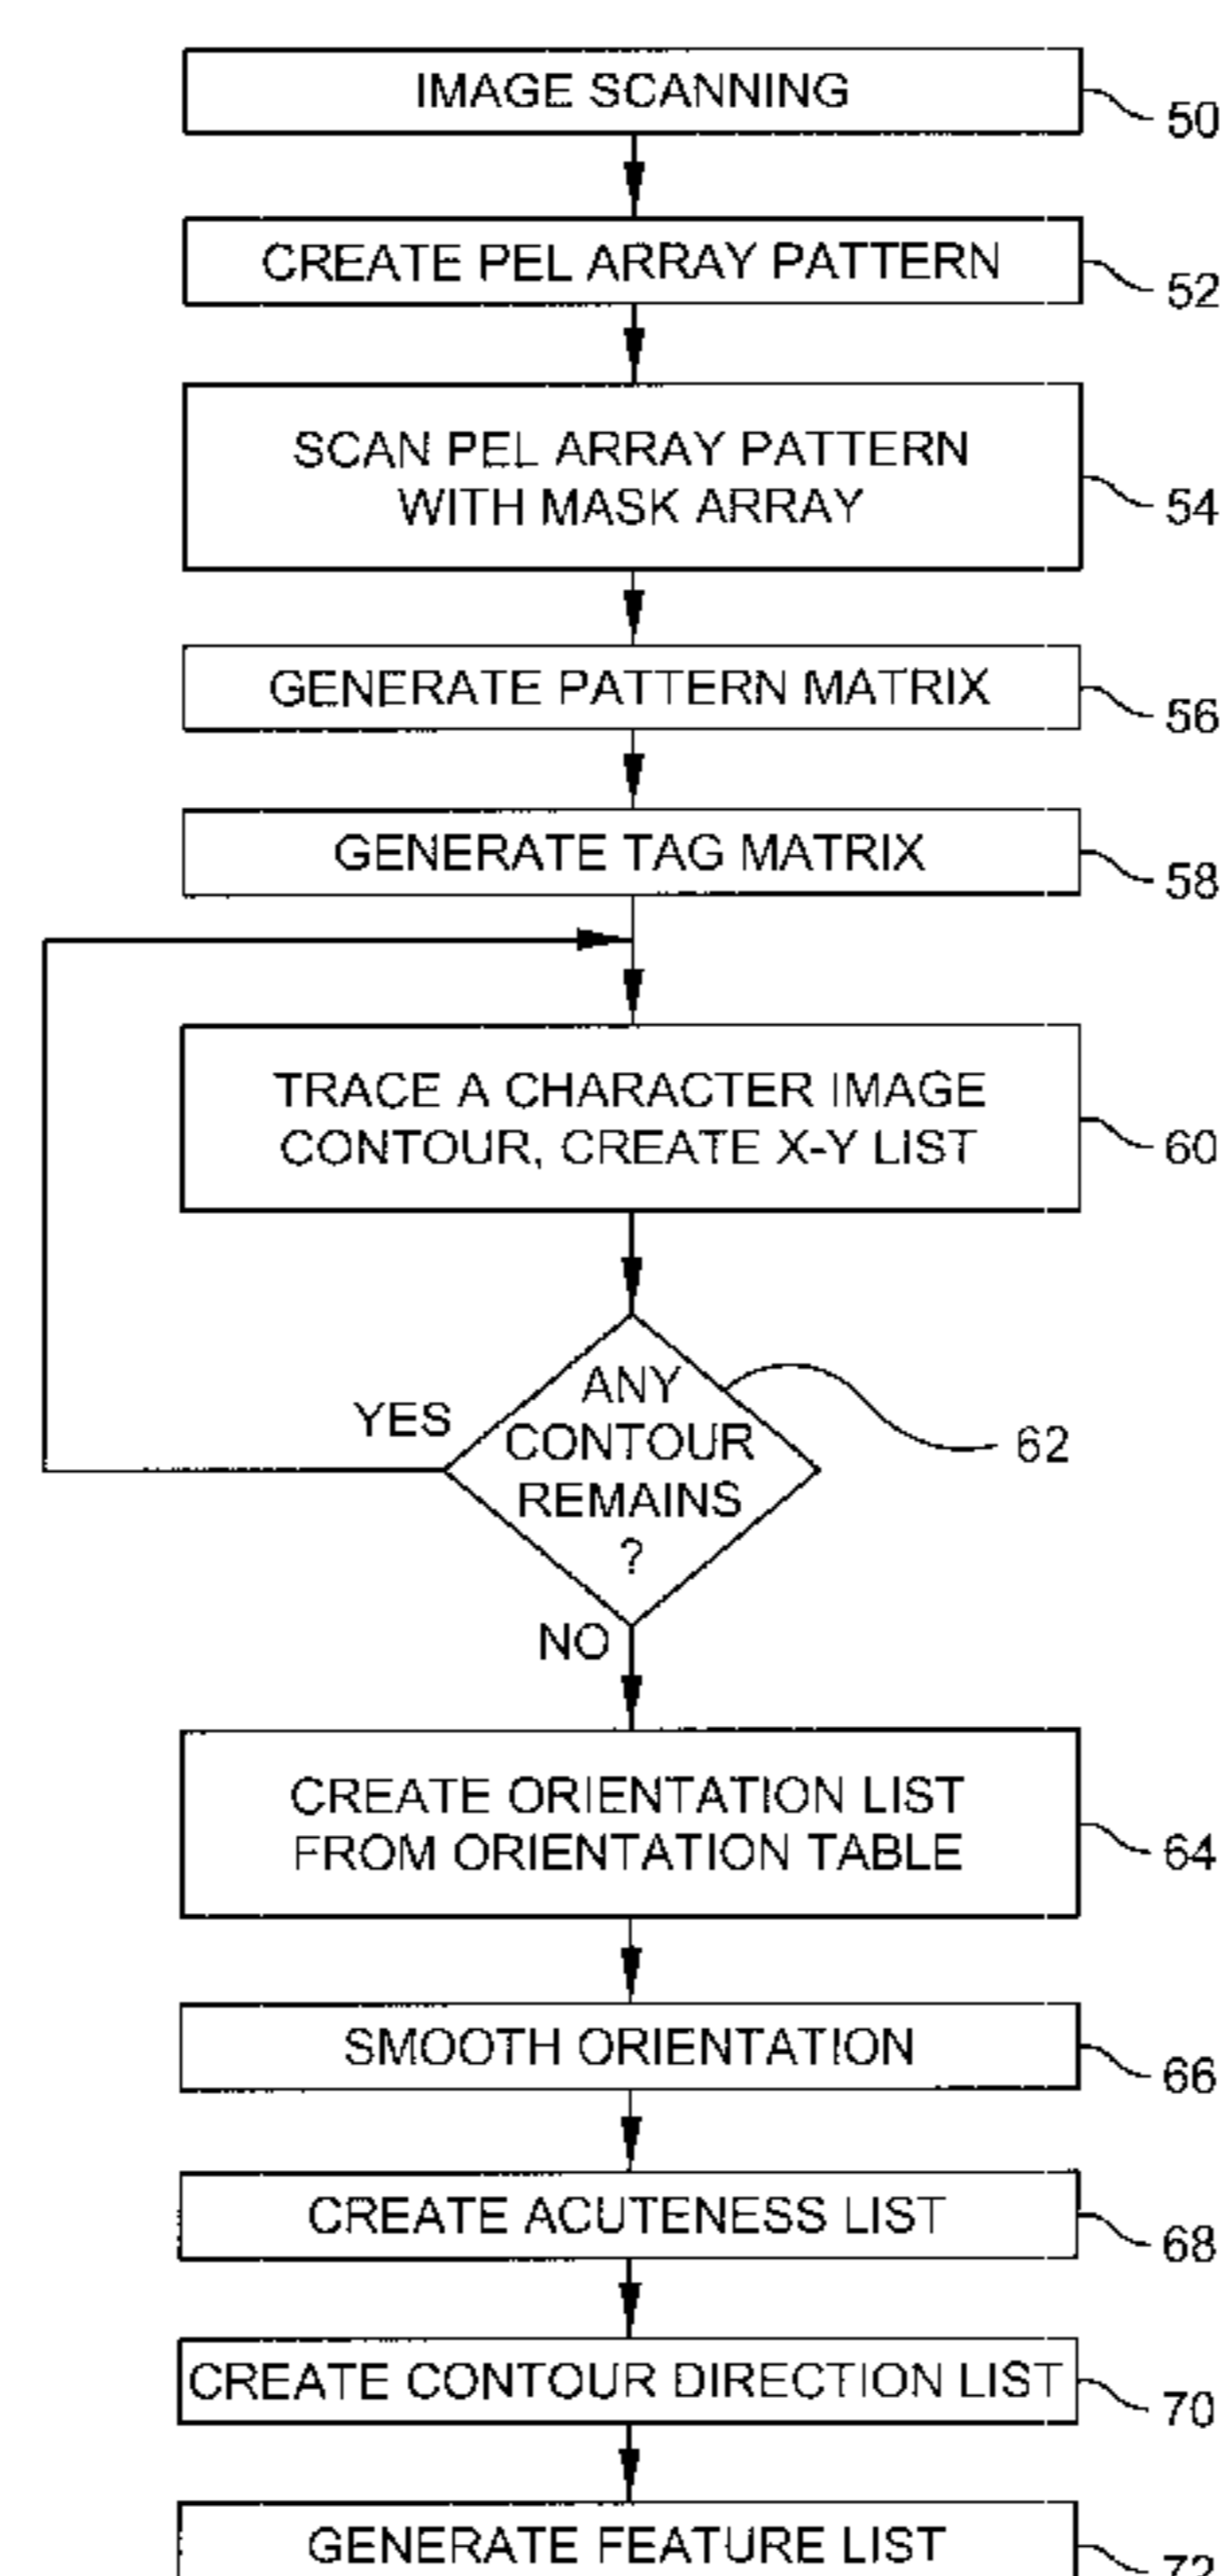 IMAGE SCANNING
50
CREATE PEL ARRAY PATTERN
52
SCAN PEL ARRAY PATTERN
WITH MASK ARRAY
54
GENERATE PATTERN MATRIX
56
GENERATE TAG MATRIX
58
TRACE A CHARACTER IMAGE
CONTOUR, CREATE X-Y LIST
60
ANY
CONTOUR
REMAINS
?
YES
62
NO
CREATE ORIENTATION LIST
FROM ORIENTATION TABLE
64
SMOOTH ORIENTATION
66
CREATE ACUTENESS LIST
68
CREATE CONTOUR DIRECTION LIST
70
GENERATE FEATURE LIST
72